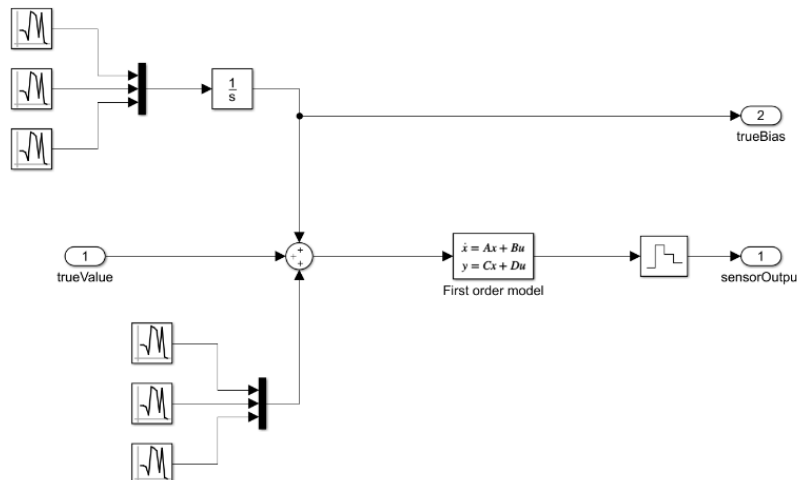 1
s
2
trueBias
1
trueValue
+
+
+
ẋ = Ax + Bu
y = Cx + Du
First order model
1
sensorOutpu